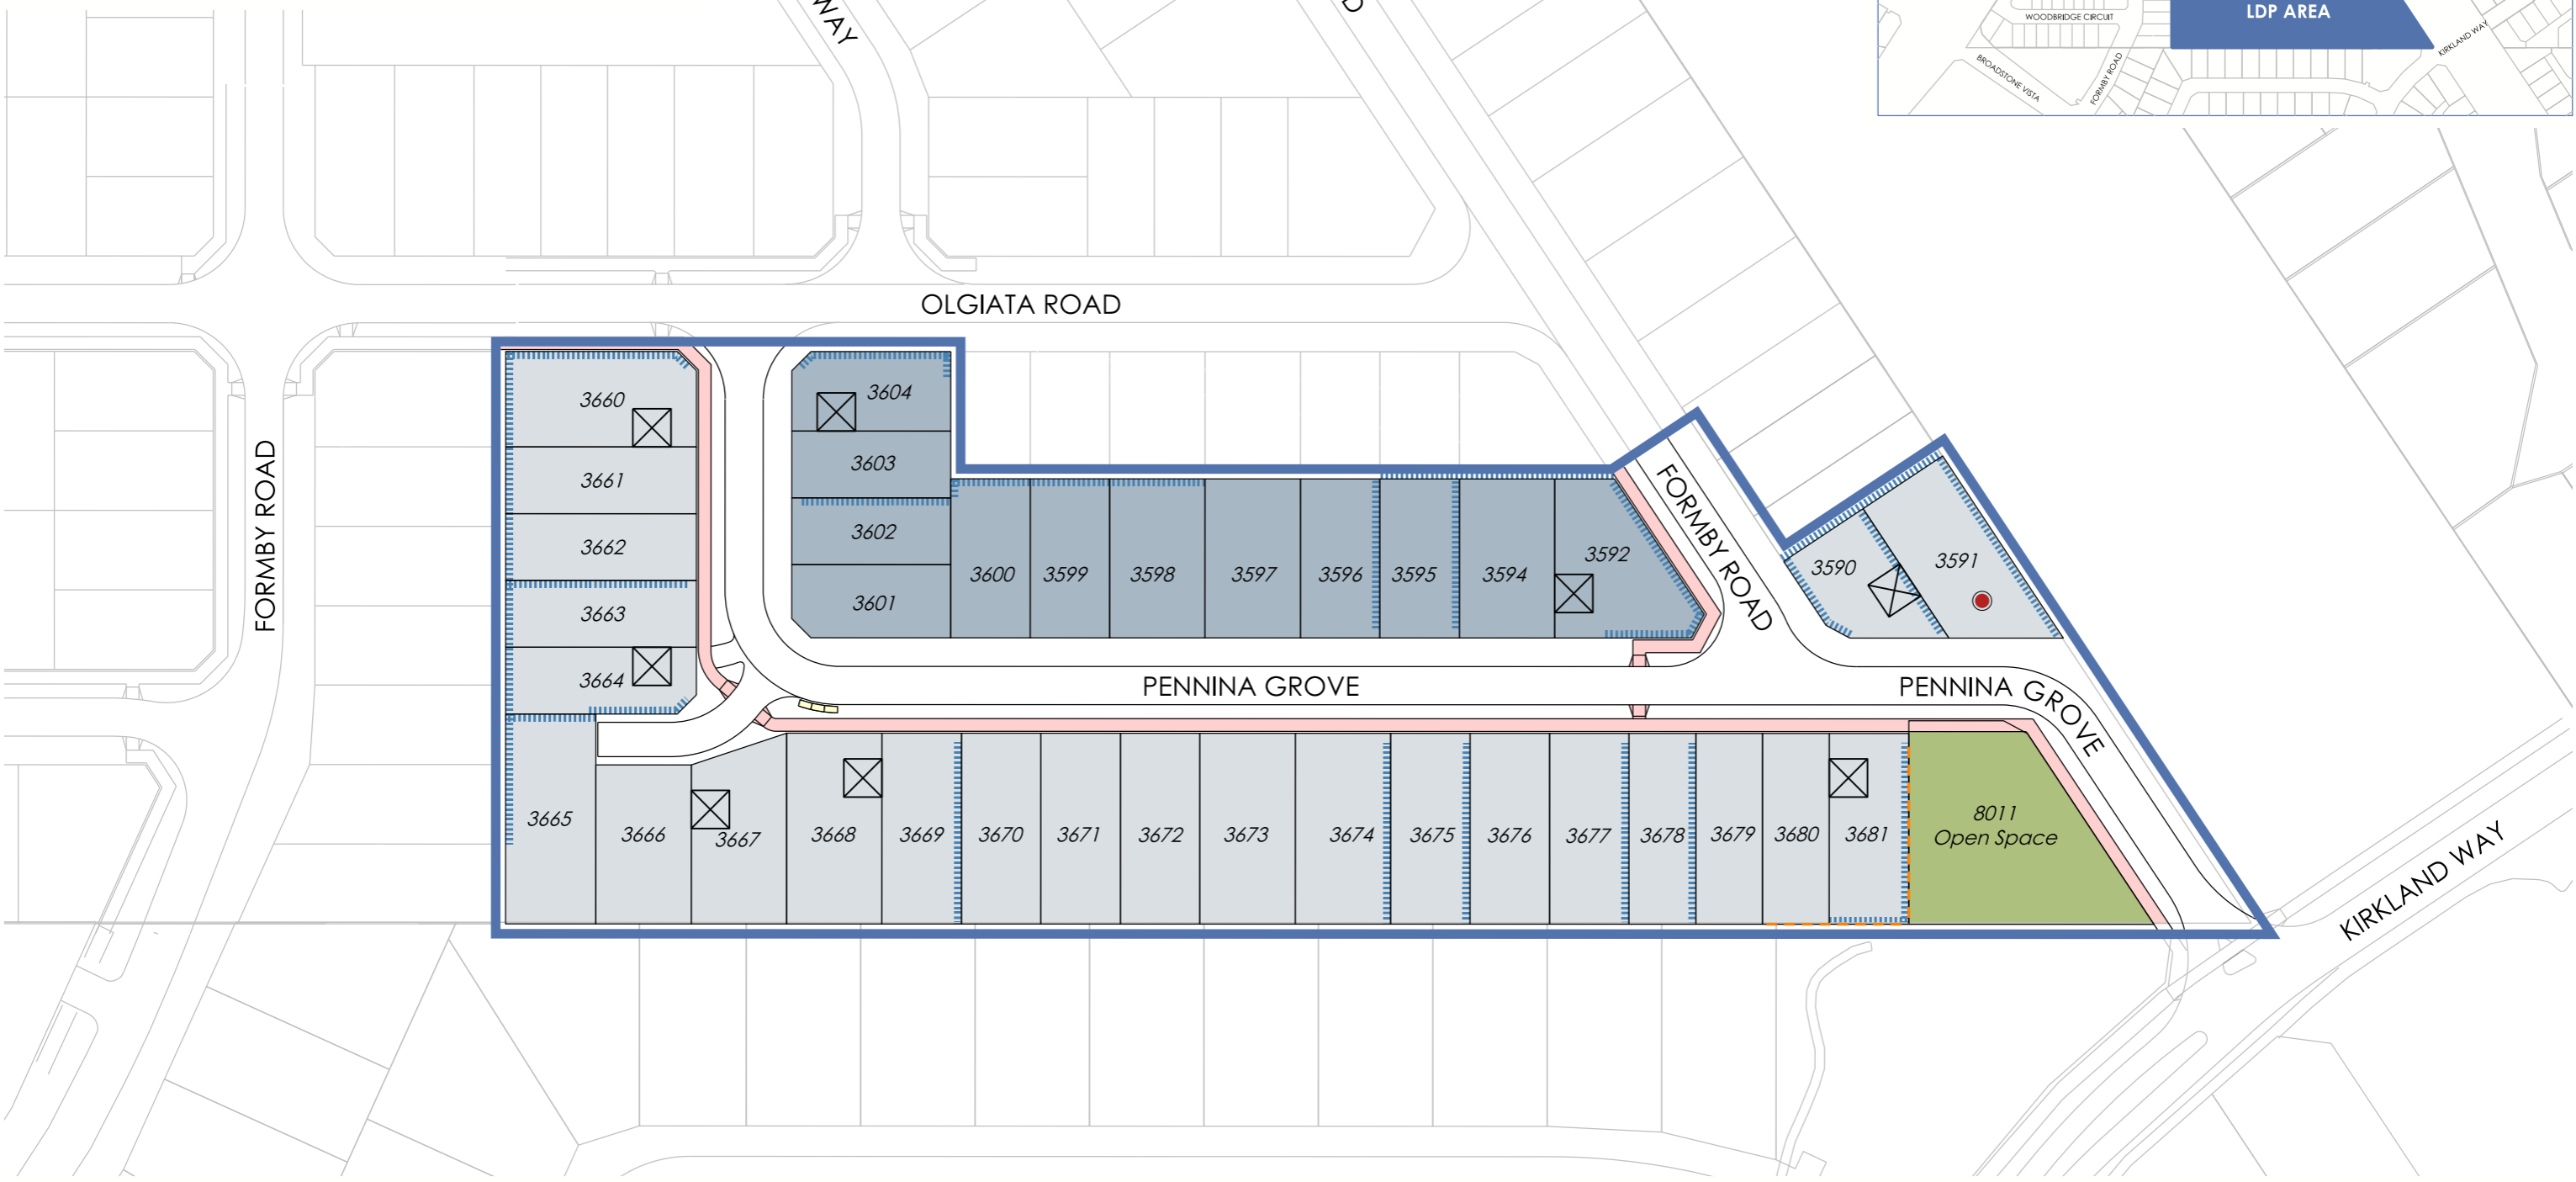 WAY
WOODBRIDGE CIRCUIT
LDP AREA
KIRKLAND WAY
BROADSTONE VISTA
FORMBY ROAD
OLGIATA ROAD
3660
3604
3661
3603
3662
3602
3663
3601
3664
3600
3599
3598
3597
3596
3595
3594
3592
3590
3591
FORMBY ROAD
FORMBY ROAD
PENNINA GROVE
PENNINA GROVE
3665
3666
3667
3668
3669
3670
3671
3672
3673
3674
3675
3676
3677
3678
3679
3680
3681
8011
Open Space
KIRKLAND WAY